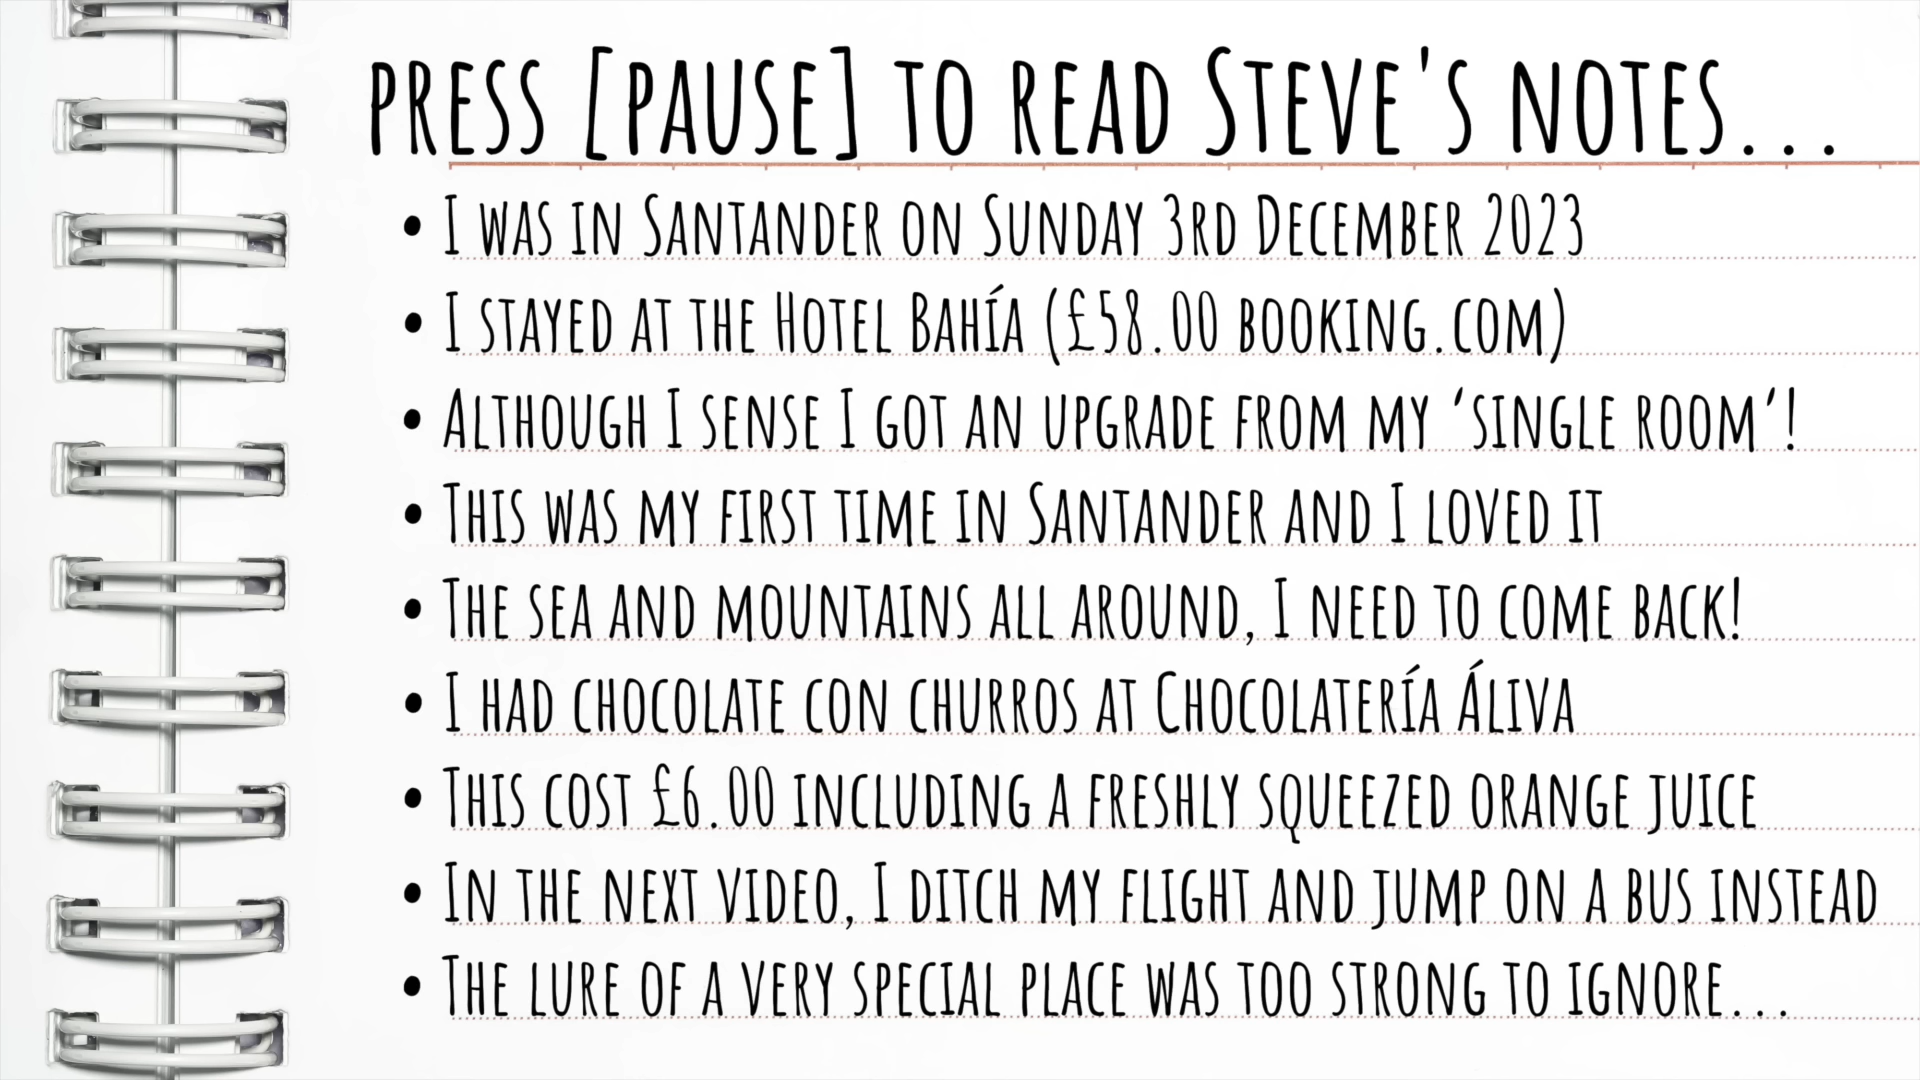 PRESS [PAUSE] TO READ STEVE'S NOTES...
• I WAS IN SANTANDER ON SUNDAY 3RD DECEMBER 2023
• I STAYED AT THE HOTEL BAHÍA (£58.00 BOOKING.COM)
• ALTHOUGH I SENSE I GOT AN UPGRADE FROM MY ‘SINGLE ROOM‘!
• THIS WAS MY FIRST TIME IN SANTANDER AND I LOVED IT
• THE SEA AND MOUNTAINS ALL AROUND, I NEED TO COME BACK!
• I HAD CHOCOLATE CON CHURROS AT CHOCOLATERÍA ÁLIVA
• THIS COST £6.00 INCLUDING A FRESHLY SQUEEZED ORANGE JUICE
• IN THE NEXT VIDEO, I DITCH MY FLIGHT AND JUMP ON A BUS INSTEAD
• THE LURE OF A VERY SPECIAL PLACE WAS TOO STRONG TO IGNORE...